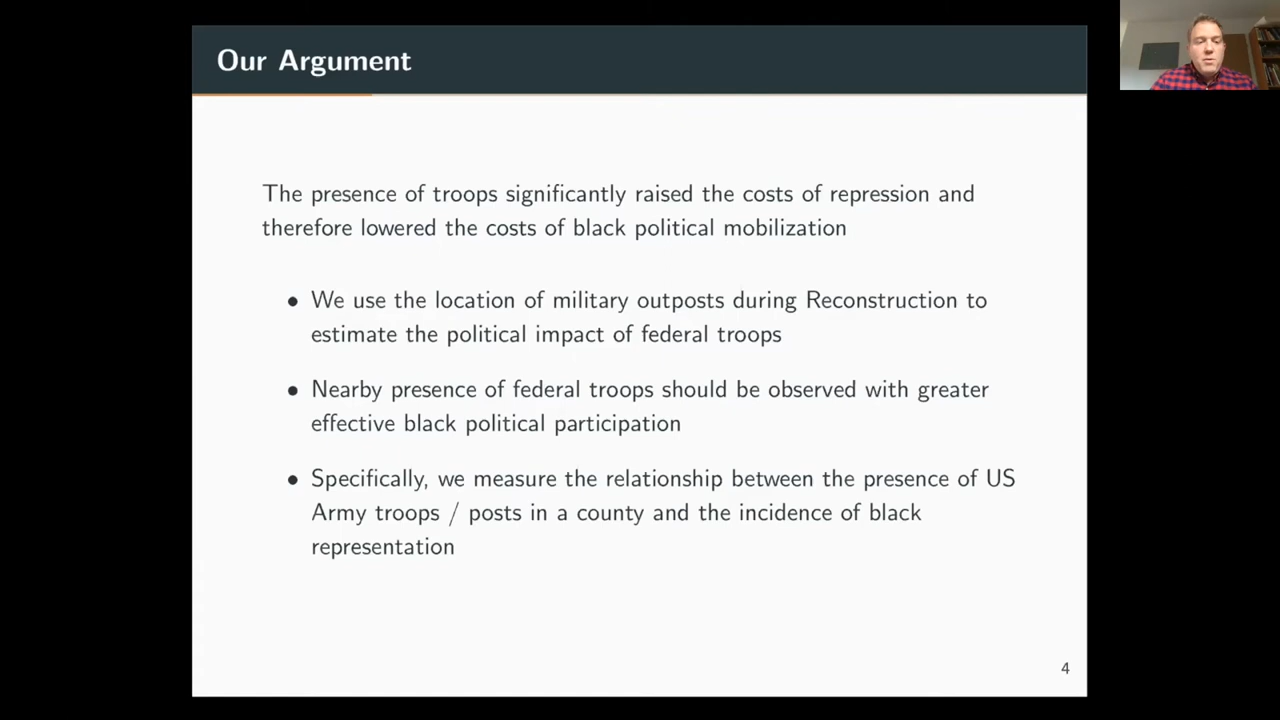 Our Argument
The presence of troops significantly raised the costs of repression and
therefore lowered the costs of black political mobilization
• We use the location of military outposts during Reconstruction to
estimate the political impact of federal troops
• Nearby presence of federal troops should be observed with greater
effective black political participation
• Specifically, we measure the relationship between the presence of US
Army troops / posts in a county and the incidence of black
representation
4